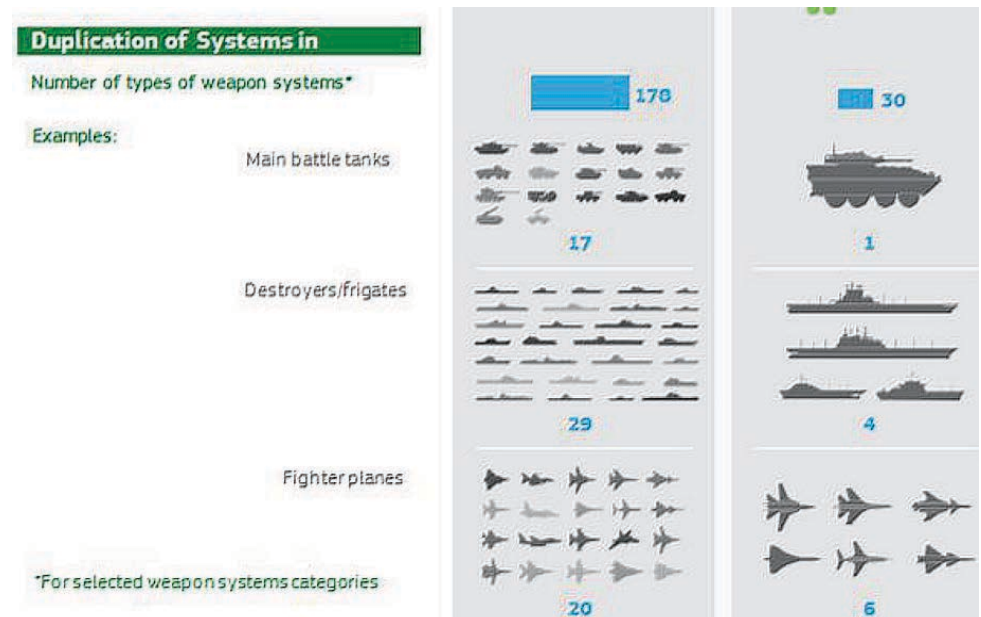 Duplication of Systems in
Number of types of weapon systems*
178
30
Examples:
Main battle tanks
17
1
Destroyers/frigates
29
4
Fighter planes
*For selected weapon systems categories
20
6